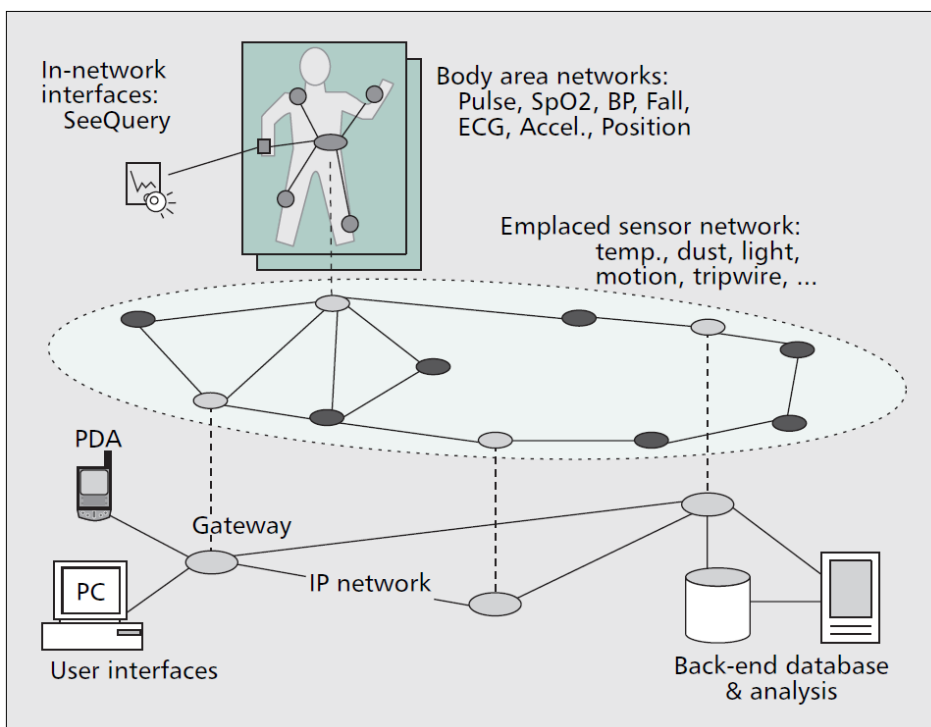 In-network
interfaces:
SeeQuery
Body area networks:
Pulse, SpO2, BP, Fall,
ECG, Accel., Position
Emplaced sensor network:
temp., dust, light,
motion, tripwire, ...
PDA
Gateway
IP network
PC
User interfaces
Back-end database
& analysis